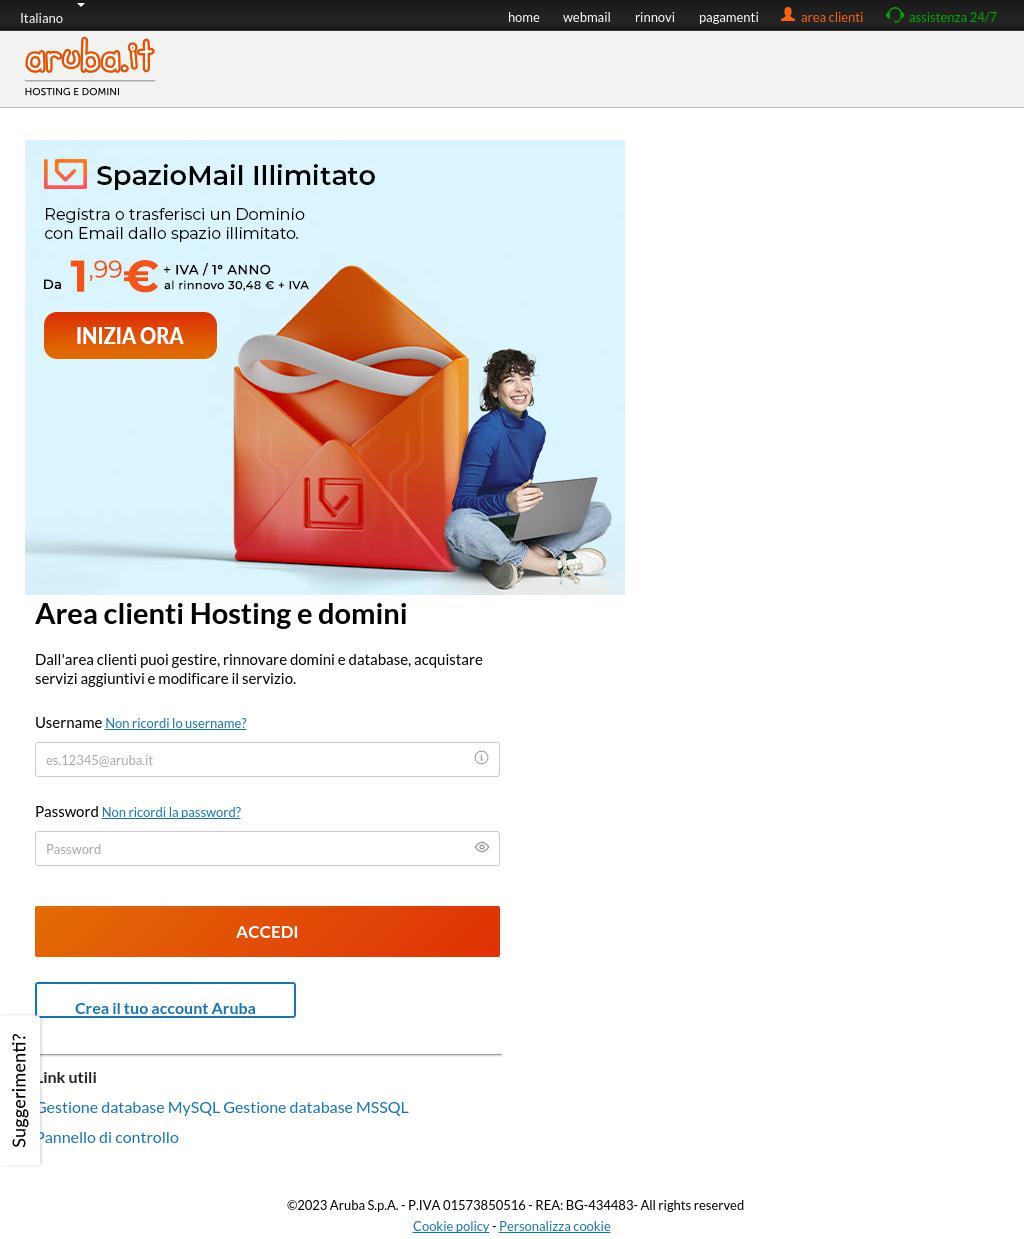 Italiano
home webmail rinnovi pagamenti area clienti assistenza 24/7
aruba.it
HOSTING E DOMINI
SpazioMail Illimitato
Registra o trasferisci un Dominio
con Email dallo spazio illimitato.
Da 1,99€ + IVA / 1° ANNO
al rinnovo 30,48 € + IVA
INIZIA ORA
Area clienti Hosting e domini
Dall'area clienti puoi gestire, rinnovare domini e database, acquistare
servizi aggiuntivi e modificare il servizio.
Username Non ricordi lo username?
es.12345@aruba.it
Password Non ricordi la password?
Password
ACCEDI
Crea il tuo account Aruba
Suggerimenti?
Link utili
Gestione database MySQL Gestione database MSSQL
Pannello di controllo
©2023 Aruba S.p.A. - P.IVA 01573850516 - REA: BG-434483- All rights reserved
Cookie policy - Personalizza cookie